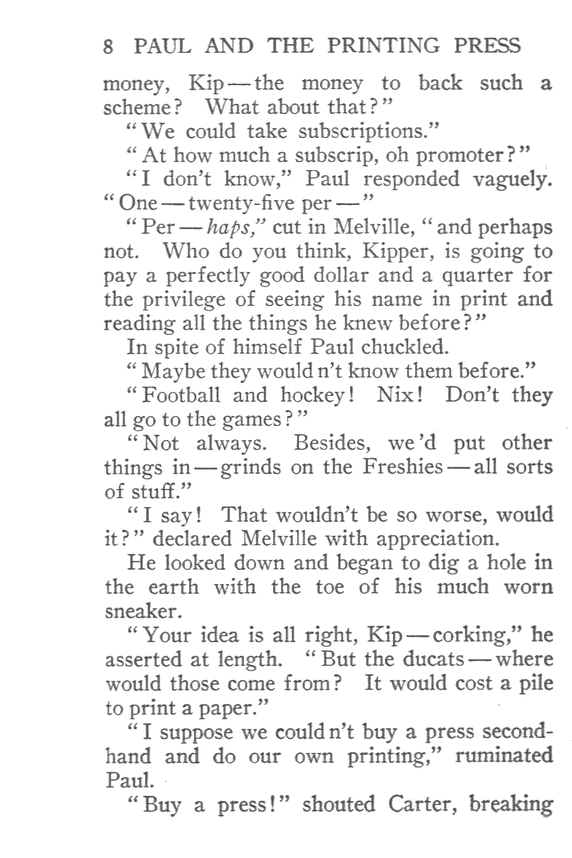 8 PAUL AND THE PRINTING PRESS
money, Kip—the money to back such a
scheme? What about that?”
“We could take subscriptions.”
“At how much a subscrip, oh promoter?”
“I don’t know,” Paul responded vaguely.
“One—twenty-five per—”
“Per—haps,” cut in Melville, “and perhaps
not. Who do you think, Kipper, is going to
pay a perfectly good dollar and a quarter for
the privilege of seeing his name in print and
reading all the things he knew before?”
In spite of himself Paul chuckled.
“Maybe they wouldn’t know them before.”
“Football and hockey! Nix! Don’t they
all go to the games?”
“Not always. Besides, we’d put other
things in—grinds on the Freshies—all sorts
of stuff.”
“I say! That wouldn’t be so worse, would
it?” declared Melville with appreciation.
He looked down and began to dig a hole in
the earth with the toe of his much worn
sneaker.
“Your idea is all right, Kip—corking,” he
asserted at length. “But the ducats—where
would those come from? It would cost a pile
to print a paper.”
“I suppose we couldn’t buy a press second-
hand and do our own printing,” ruminated
Paul.
“Buy a press!” shouted Carter, breaking